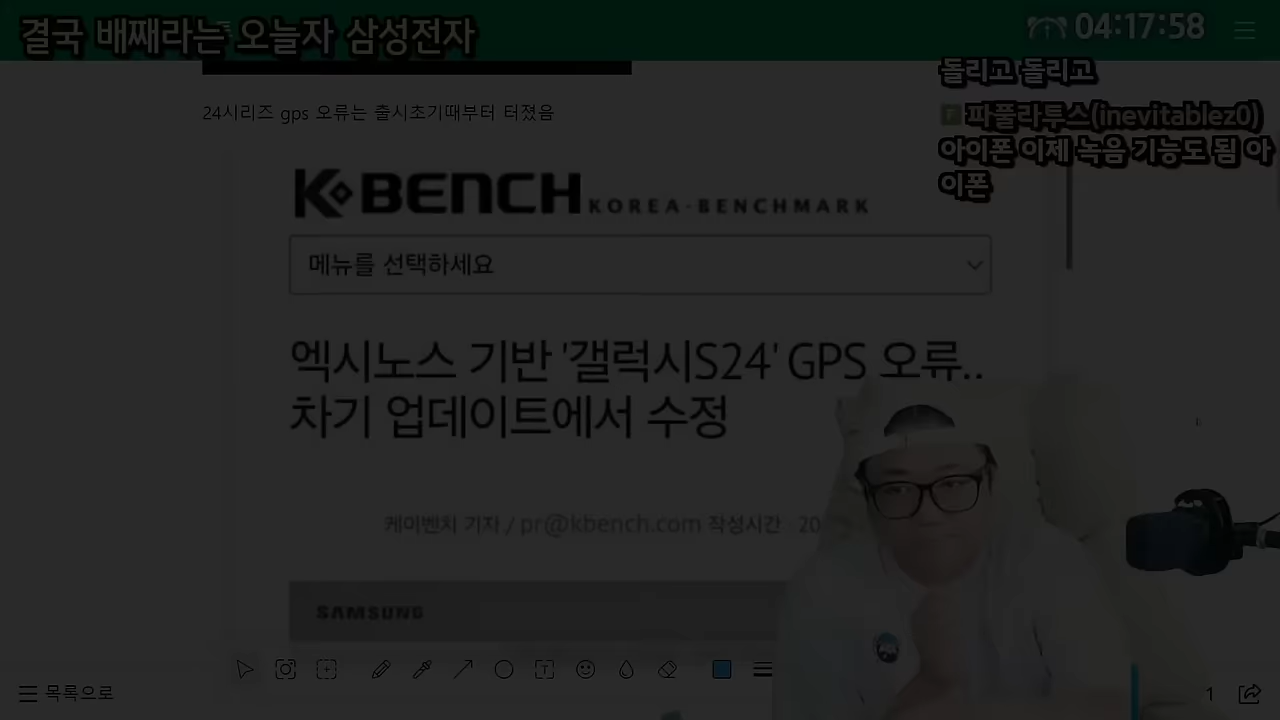 결국 배째라는 오늘자 삼성전자
04:17:58
돌리고 돌리고
파풀라투스(inevitablez0)
아이폰 이제 녹음 기능도 됨 아
이폰
24시리즈 gps 오류는 출시초기때부터 터졌음
K BENCH KOREA-BENCHMARK
메뉴를 선택하세요
엑시노스 기반 '갤럭시S24' GPS 오류..
차기 업데이트에서 수정
케이벤치 기자 / pr@kbench.com 작성시간 : 20
SAMSUNG
목록으로
1